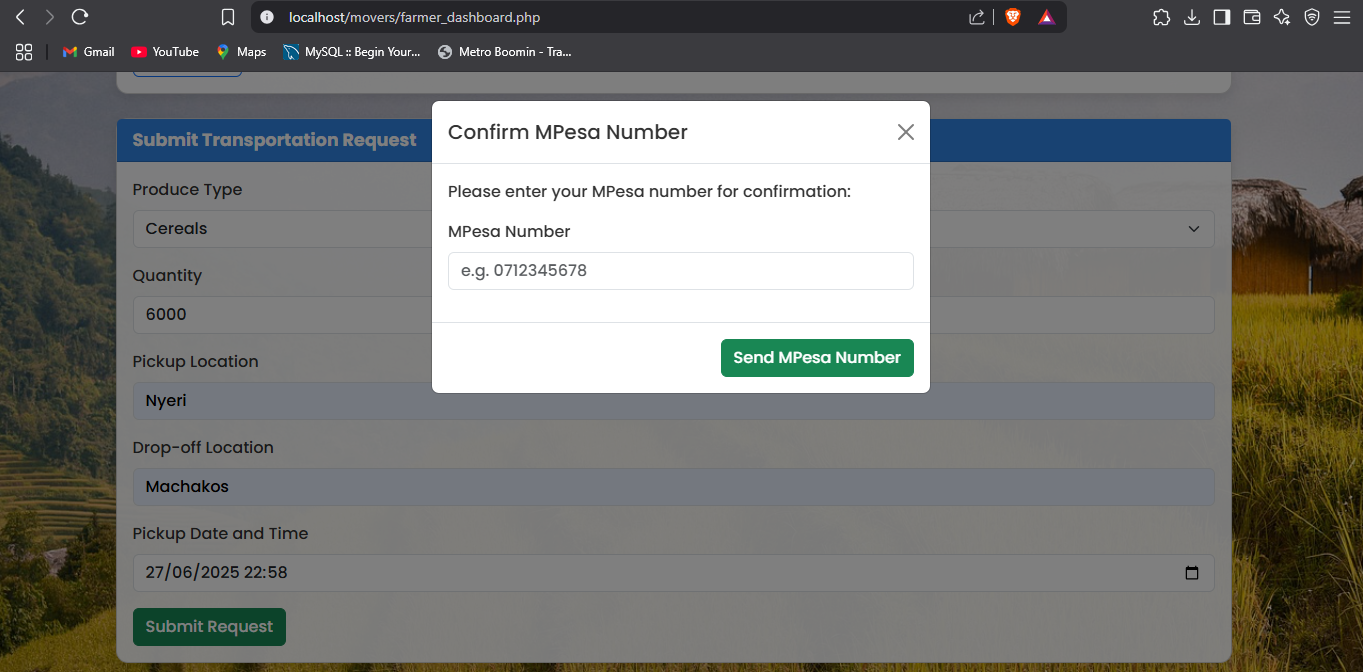 localhost/movers/farmer_dashboard.php
Gmail YouTube Maps MySQL :: Begin Your... Metro Boomin - Tra...
Confirm MPesa Number
Please enter your MPesa number for confirmation:
MPesa Number
e.g. 0712345678
Send MPesa Number
Submit Transportation Request
Produce Type
Cereals
Quantity
6000
Pickup Location
Nyeri
Drop-off Location
Machakos
Pickup Date and Time
27/06/2025 22:58
Submit Request